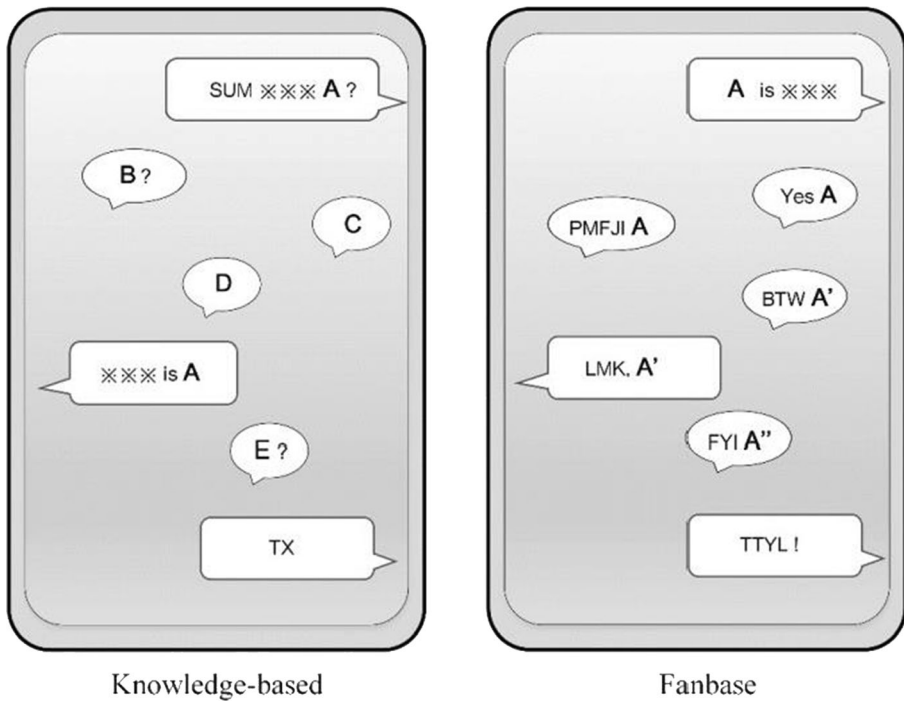 SUM ※※※ A ?
B ?
C
D
※※※ is A
E ?
TX
Knowledge-based
A is ※※※
Yes A
PMFJI A
BTW A'
LMK, A'
FYI A''
TTYL !
Fanbase